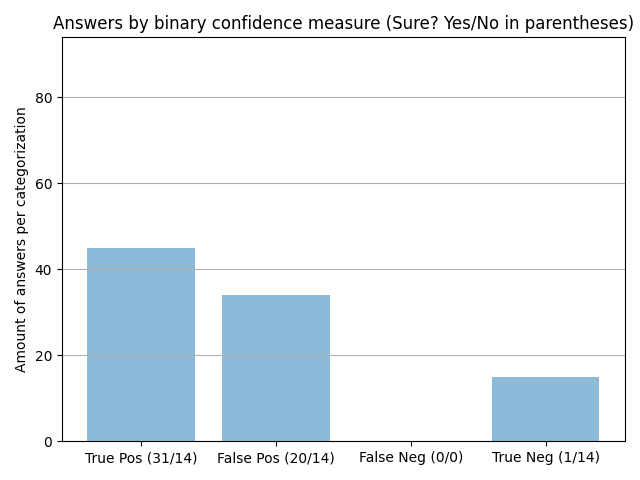 Answers by binary confidence measure (Sure? Yes/No in parentheses)
Amount of answers per categorization
80
60
40
20
0
True Pos (31/14) False Pos (20/14) False Neg (0/0) True Neg (1/14)